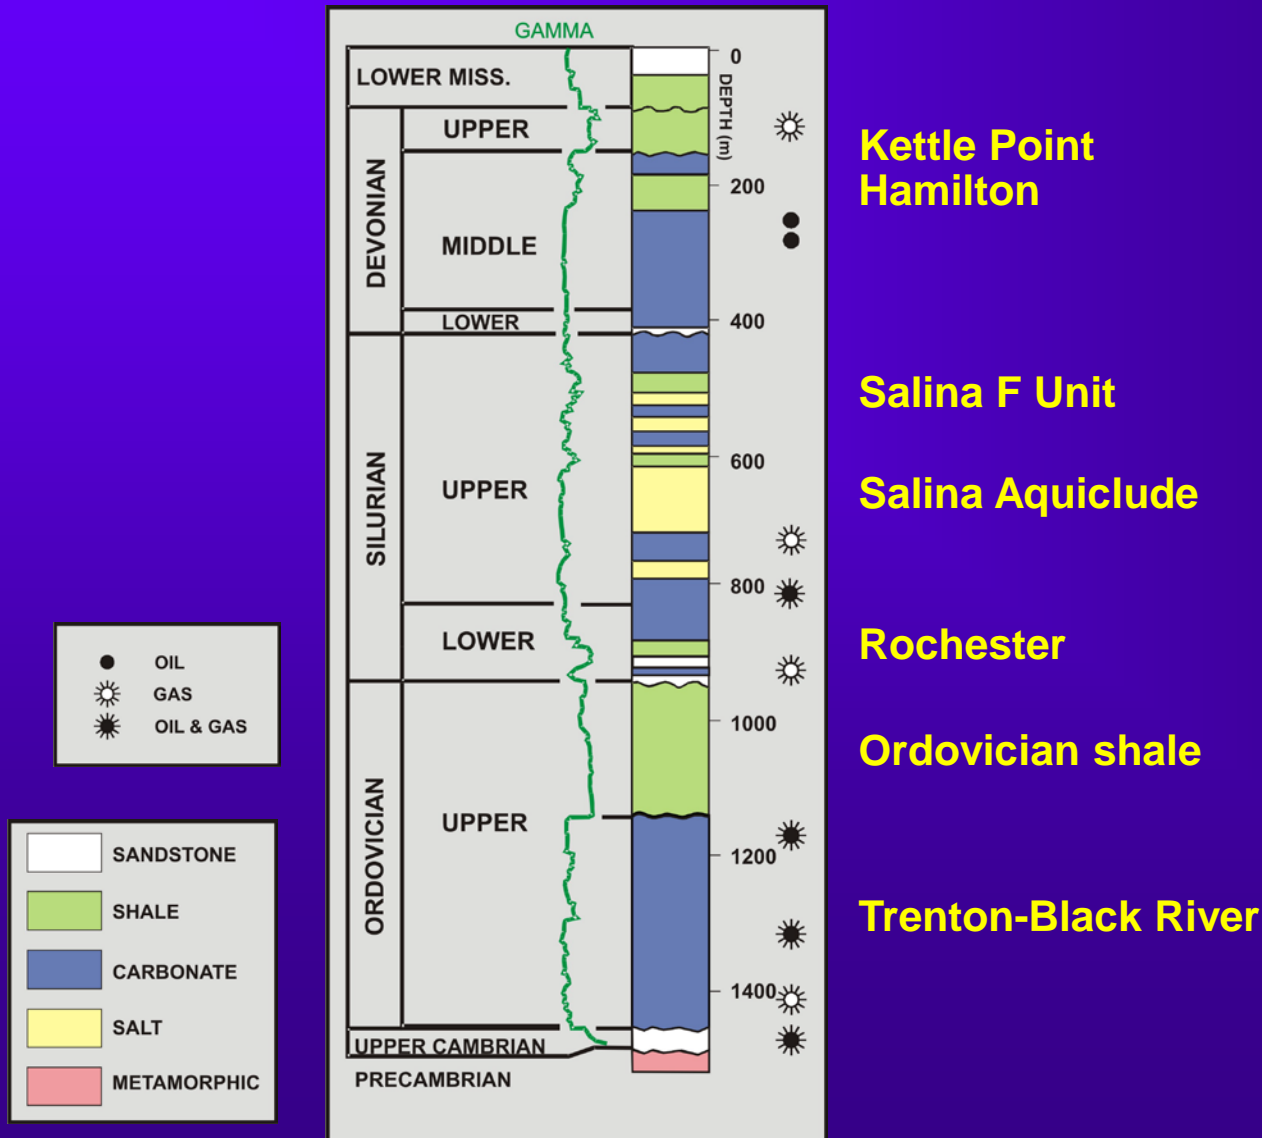 GAMMA
LOWER MISS.
DEVONIAN
UPPER
MIDDLE
LOWER
SILURIAN
UPPER
LOWER
ORDOVICIAN
UPPER
UPPER CAMBRIAN
PRECAMBRIAN
DEPTH (m)
0
200
400
600
800
1000
1200
1400
Kettle Point
Hamilton
Salina F Unit
Salina Aquiclude
Rochester
Ordovician shale
Trenton-Black River
OIL
GAS
OIL & GAS
SANDSTONE
SHALE
CARBONATE
SALT
METAMORPHIC